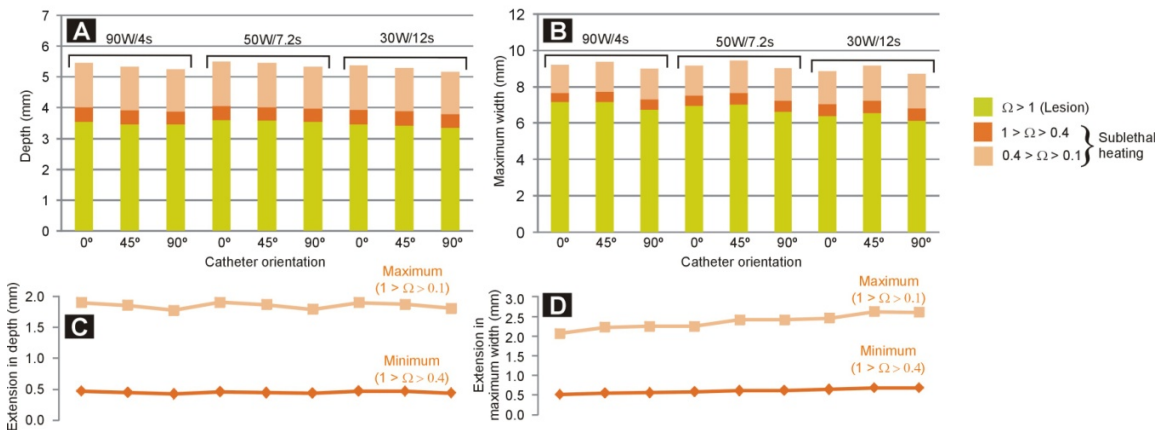 A
Depth (mm)
7
6
5
4
3
2
1
0
90W/4s
50W/7.2s
30W/12s
0º 45º 90º 0º 45º 90º 0º 45º 90º
Catheter orientation
B
Maximum width (mm)
12
10
8
6
4
2
0
90W/4s
50W/7.2s
30W/12s
0º 45º 90º 0º 45º 90º 0º 45º 90º
Catheter orientation
Ω > 1 (Lesion)
1 > Ω > 0.4
0.4 > Ω > 0.1
Sublethal
heating
C
Extension in depth (mm)
2.0
1.5
1.0
0.5
0.0
Maximum
(1 > Ω > 0.1)
Minimum
(1 > Ω > 0.4)
D
Extension in
maximum width (mm)
3.0
2.5
2.0
1.5
1.0
0.5
0.0
Maximum
(1 > Ω > 0.1)
Minimum
(1 > Ω > 0.4)